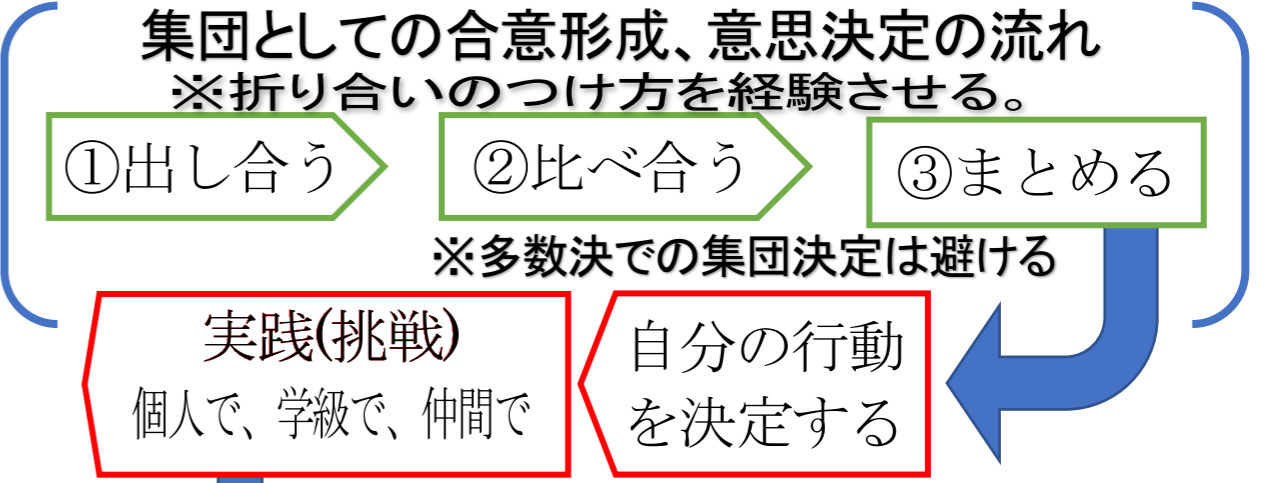 集団としての合意形成、意思決定の流れ
※折り合いのつけ方を経験させる。
①出し合う
②比べ合う
③まとめる
※多数決での集団決定は避ける
自分の行動
を決定する
実践(挑戦)
個人で、学級で、仲間で